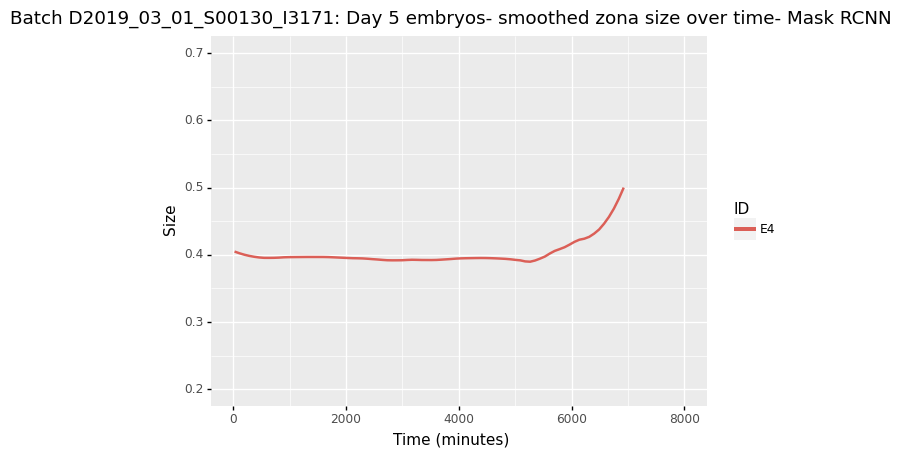 Batch D2019_03_01_S00130_I3171: Day 5 embryos- smoothed zona size over time- Mask RCNN
0.7
0.6
0.5
0.4
0.3
0.2
Size
0 2000 4000 6000 8000
Time (minutes)
ID
E4